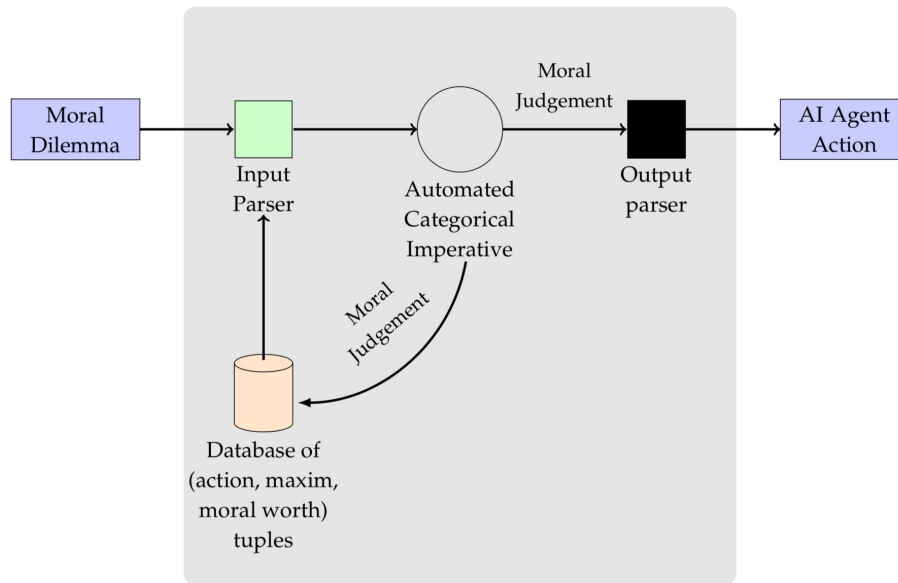 Moral
Dilemma
Input
Parser
Automated
Categorical
Imperative
Moral
Judgement
Output
parser
AI Agent
Action
Moral
Judgement
Database of
(action, maxim,
moral worth)
tuples